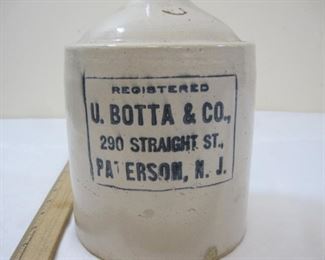 REGISTERED
U. BOTTA & CO.,
290 STRAIGHT ST.,
PATERSON, N. J.